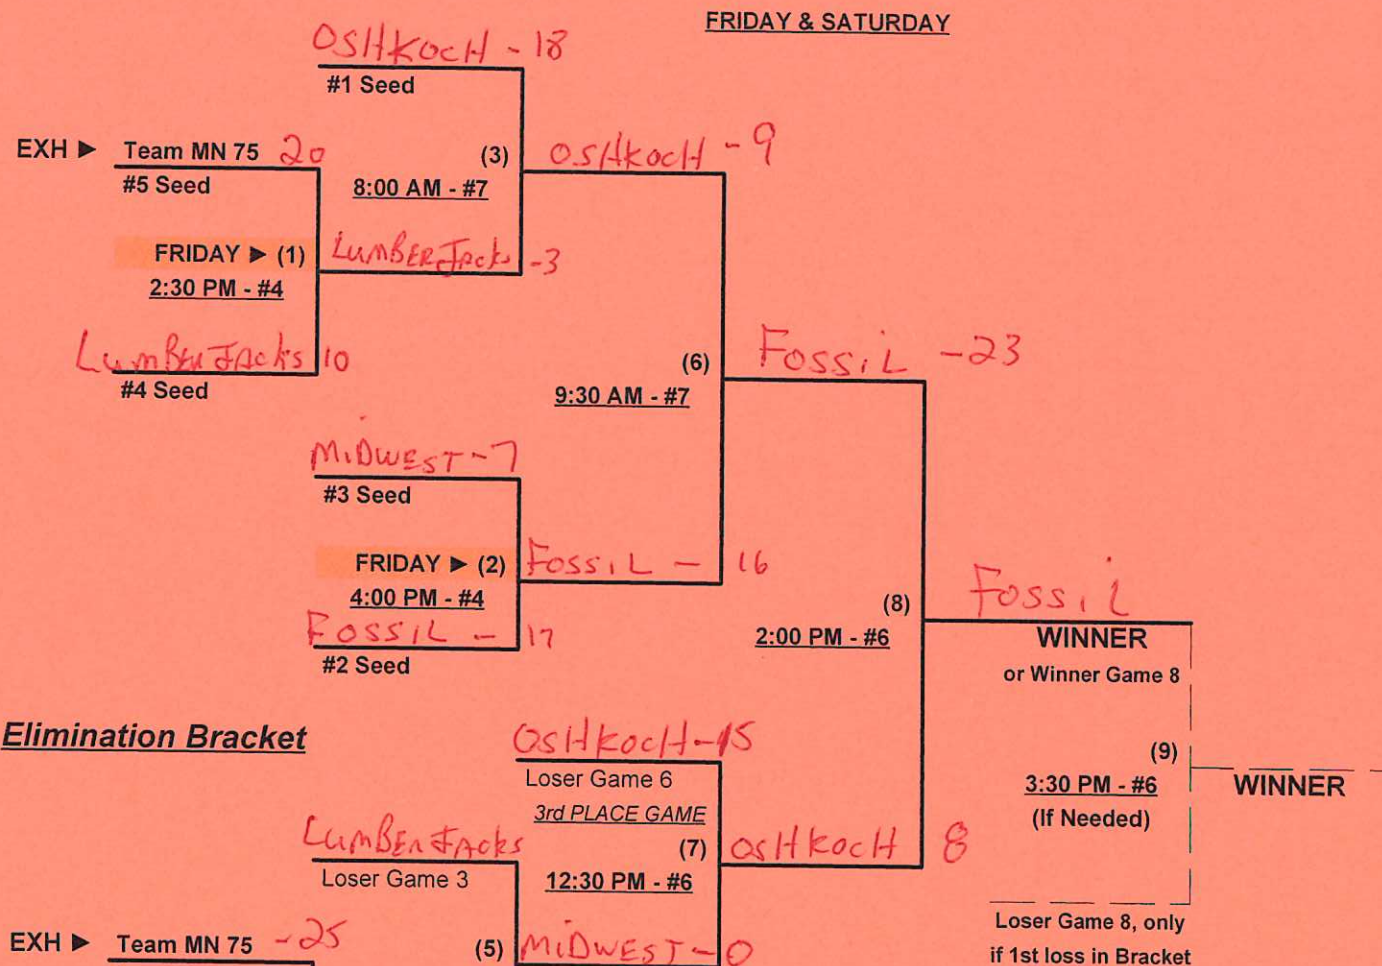 FRIDAY & SATURDAY
OSHKOCH - 18
#1 Seed
EXH ► Team MN 75 20
(3) OSHKOCH - 9
#5 Seed
8:00 AM - #7
FRIDAY ► (1) LumBERJAcks -3
2:30 PM - #4
LumBERJAcks 10
#4 Seed
(6) FossiL -23
9:30 AM - #7
MiDWEST - 7
#3 Seed
FRIDAY ► (2) FossiL - 16
4:00 PM - #4
FossiL - 17
#2 Seed
(8) Fossil
2:00 PM - #6
WINNER
or Winner Game 8
Elimination Bracket
OSHKOCH-15
Loser Game 6
(9)
3:30 PM - #6
WINNER
(If Needed)
3rd PLACE GAME
LumBERJAcks
(7) OSHKOCH 8
Loser Game 3
12:30 PM - #6
Loser Game 8, only
if 1st loss in Bracket
EXH ► Team MN 75 -25
(5) MiDWEST-0